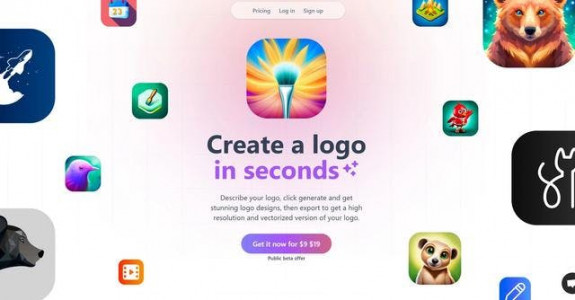 Pricing Log in Sign up
23
Create a logo
in seconds
Describe your logo, click generate and get
stunning logo designs, then export to get a high
resolution and vectorized version of your logo.
Get it now for $9 $19
Public beta offer